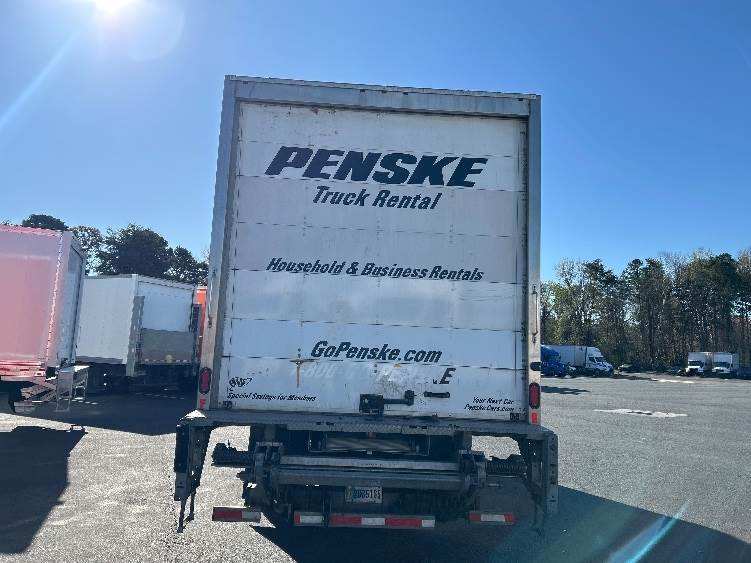 PENSKE
Truck Rental
Household & Business Rentals
GoPenske.com
Special Savings for Members
Your Next Car
PenskeCars.com